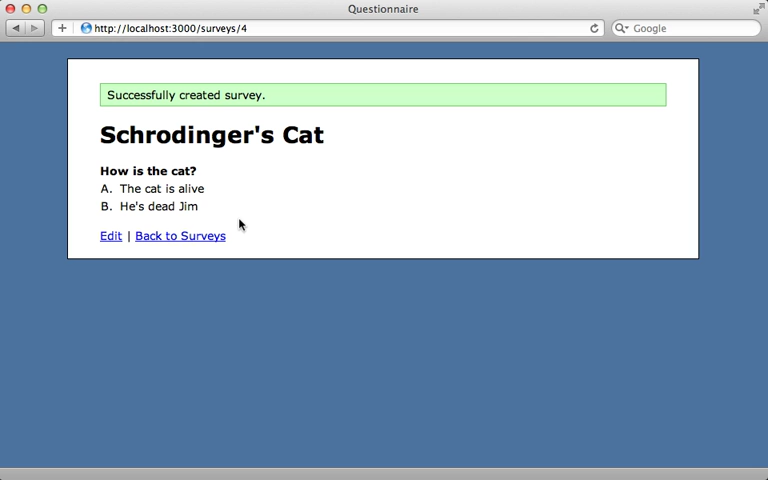 Questionnaire
http://localhost:3000/surveys/4
Google
Successfully created survey.
Schrodinger's Cat
How is the cat?
A. The cat is alive
B. He's dead Jim
Edit | Back to Surveys